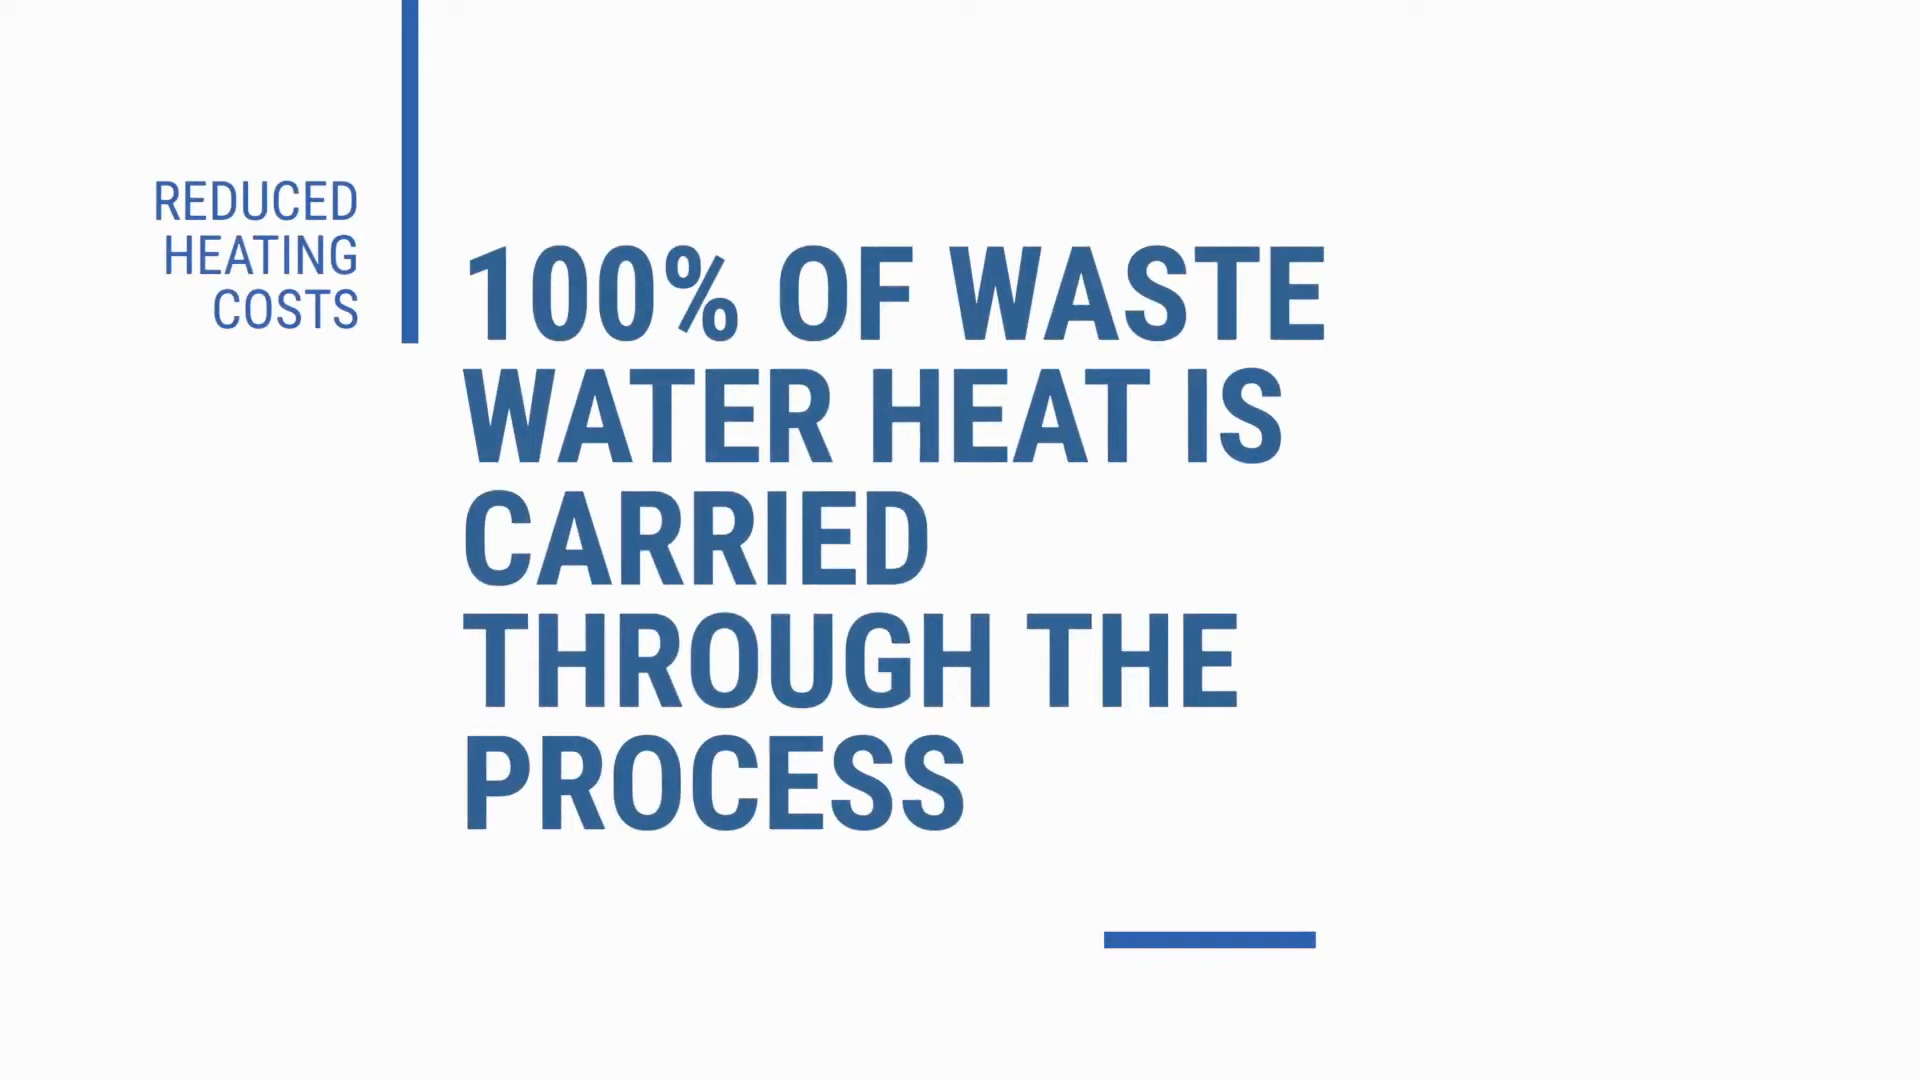 REDUCED
HEATING
COSTS
100% OF WASTE
WATER HEAT IS
CARRIED
THROUGH THE
PROCESS